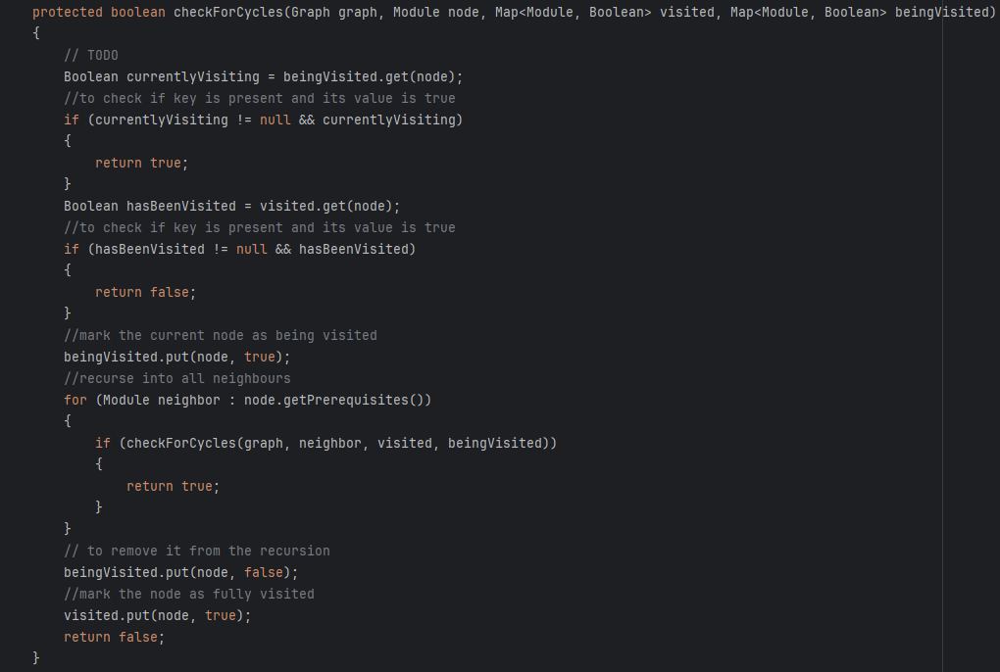 protected boolean checkForCycles(Graph graph, Module node, Map<Module, Boolean> visited, Map<Module, Boolean> beingVisited)
{
    // TODO
    Boolean currentlyVisiting = beingVisited.get(node);
    //to check if key is present and its value is true
    if (currentlyVisiting != null && currentlyVisiting)
    {
        return true;
    }
    Boolean hasBeenVisited = visited.get(node);
    //to check if key is present and its value is true
    if (hasBeenVisited != null && hasBeenVisited)
    {
        return false;
    }
    //mark the current node as being visited
    beingVisited.put(node, true);
    //recurse into all neighbours
    for (Module neighbor : node.getPrerequisites())
    {
        if (checkForCycles(graph, neighbor, visited, beingVisited))
        {
            return true;
        }
    }
    // to remove it from the recursion
    beingVisited.put(node, false);
    //mark the node as fully visited
    visited.put(node, true);
    return false;
}